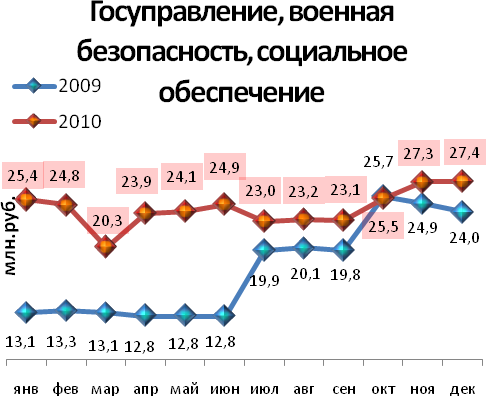 Госуправление, военная
безопасность, социальное
обеспечение
2009
2010
млн.руб.
25,4 24,8 20,3 23,9 24,1 24,9 23,0 23,2 23,1 25,5 27,3 27,4
13,1 13,3 13,1 12,8 12,8 12,8 19,9 20,1 19,8 25,7 24,9 24,0
янв фев мар апр май июн июл авг сен окт ноя дек